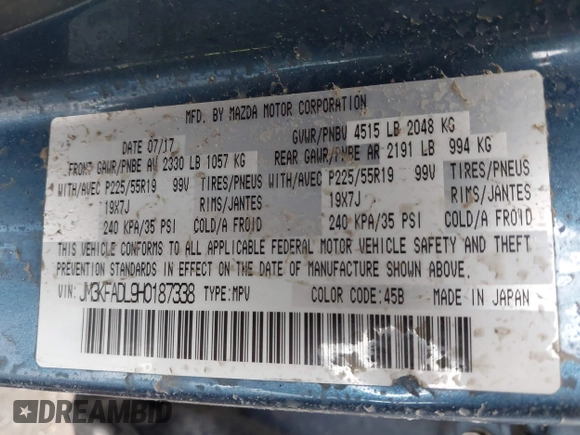 MFD. BY MAZDA MOTOR CORPORATION
DATE 07/17 GVWR/PNBV 4515 LB 2048 KG
FRONT GAWR/PNBE AV 2330 LB 1057 KG REAR GAWR/PNBE AR 2191 LB 994 KG
WITH/AVEC P225/55R19 99V TIRES/PNEUS WITH/AVEC P225/55R19 99V TIRES/PNEUS
19X7J RIMS/JANTES 19X7J RIMS/JANTES
240 KPA/35 PSI COLD/A FROID 240 KPA/35 PSI COLD/A FROID
THIS VEHICLE CONFORMS TO ALL APPLICABLE FEDERAL MOTOR VEHICLE SAFETY AND THEFT
PREVENTION STANDARDS IN EFFECT ON THE DATE OF MANUFACTURE SHOWN ABOVE.
VIN: JM3KFADL9H0187338 TYPE: MPV COLOR CODE: 45B MADE IN JAPAN
DREAMBID